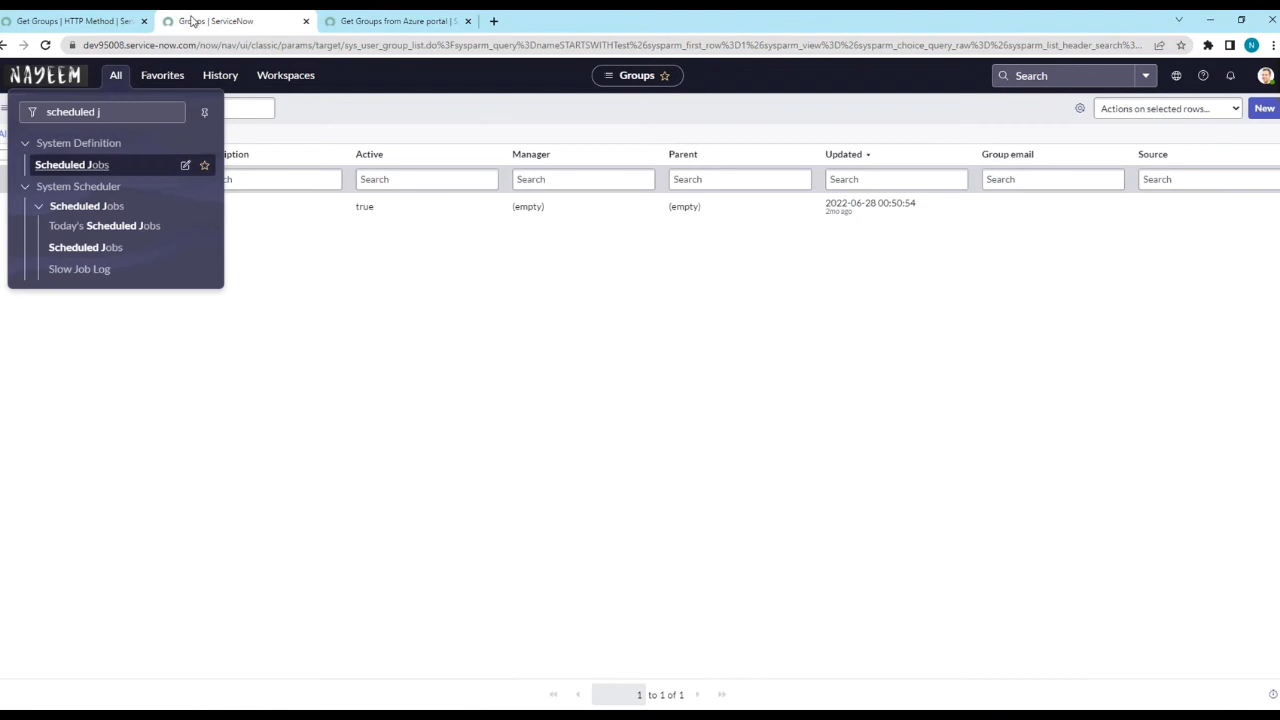 Get Groups | HTTP Method | Ser
Groups | ServiceNow
Get Groups from Azure portal | S
dev95008.service-now.com/now/nav/ui/classic/params/target/sys_user_group_list.do%3Fsysparm_query%3DnameSTARTSWITHTest%26sysparm_first_row%3D1%26sysparm_view%3D%26sysparm_choice_query_raw%3D%26sysparm_list_header_search%3...
N
NAYEEM
All
Favorites
History
Workspaces
Groups
Search
scheduled j
Actions on selected rows...
New
System Definition
Scheduled Jobs
System Scheduler
Scheduled Jobs
Today's Scheduled Jobs
Scheduled Jobs
Slow Job Log
iption
Active
Manager
Parent
Updated
Group email
Source
ch
Search
Search
Search
Search
Search
Search
true
(empty)
(empty)
2022-06-28 00:50:54
2mo ago
1 to 1 of 1